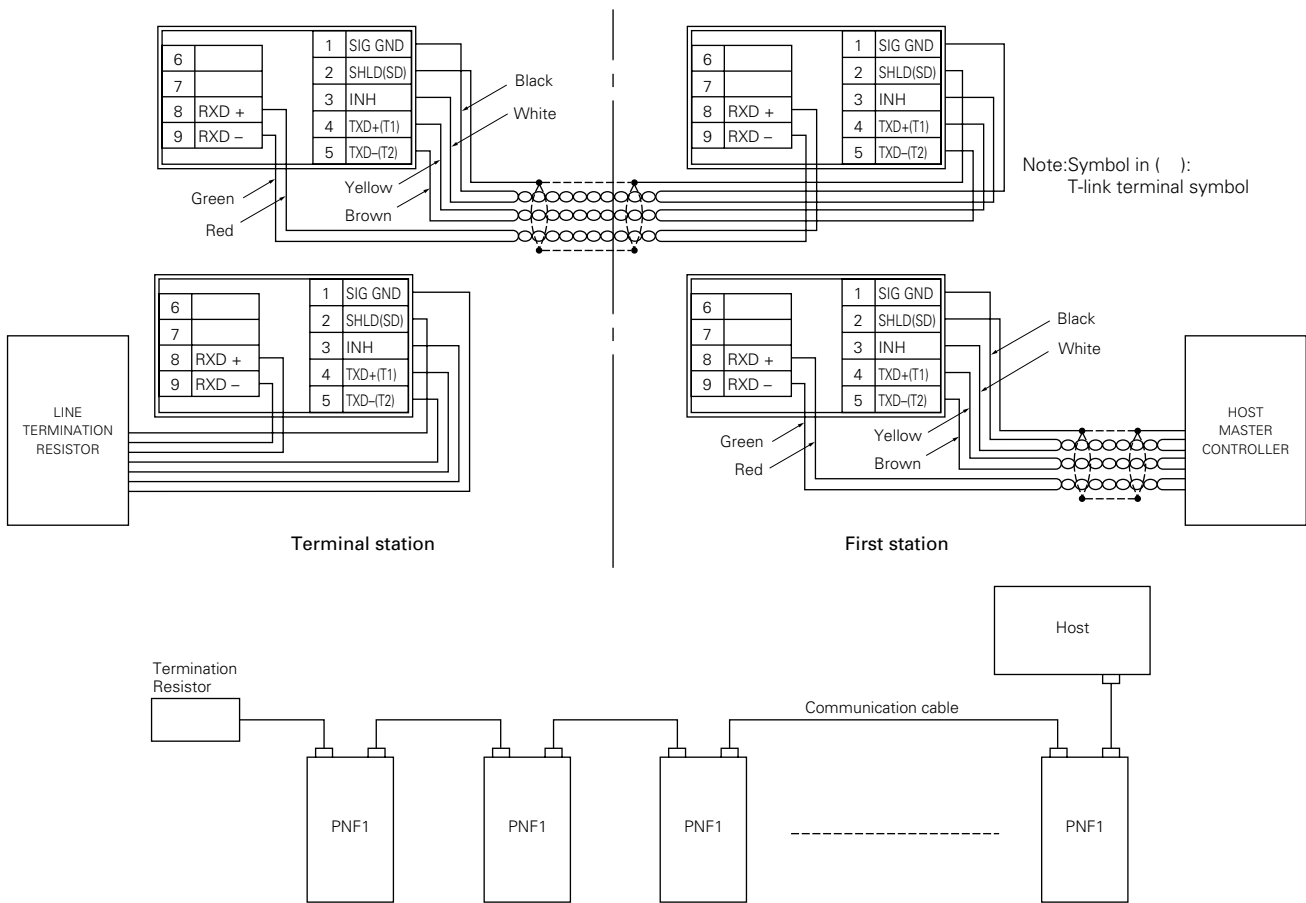 6
7
8 RXD +
9 RXD –
1 SIG GND
2 SHLD(SD)
3 INH
4 TXD+(T1)
5 TXD–(T2)
Black
White
Green
Red
Yellow
Brown
6
7
8 RXD +
9 RXD –
1 SIG GND
2 SHLD(SD)
3 INH
4 TXD+(T1)
5 TXD–(T2)
Note:Symbol in ( ):
T-link terminal symbol
LINE
TERMINATION
RESISTOR
6
7
8 RXD +
9 RXD –
1 SIG GND
2 SHLD(SD)
3 INH
4 TXD+(T1)
5 TXD–(T2)
Terminal station
6
7
8 RXD +
9 RXD –
1 SIG GND
2 SHLD(SD)
3 INH
4 TXD+(T1)
5 TXD–(T2)
Black
White
Green
Red
Yellow
Brown
HOST
MASTER
CONTROLLER
First station
Host
Termination
Resistor
Communication cable
PNF1
PNF1
PNF1
PNF1